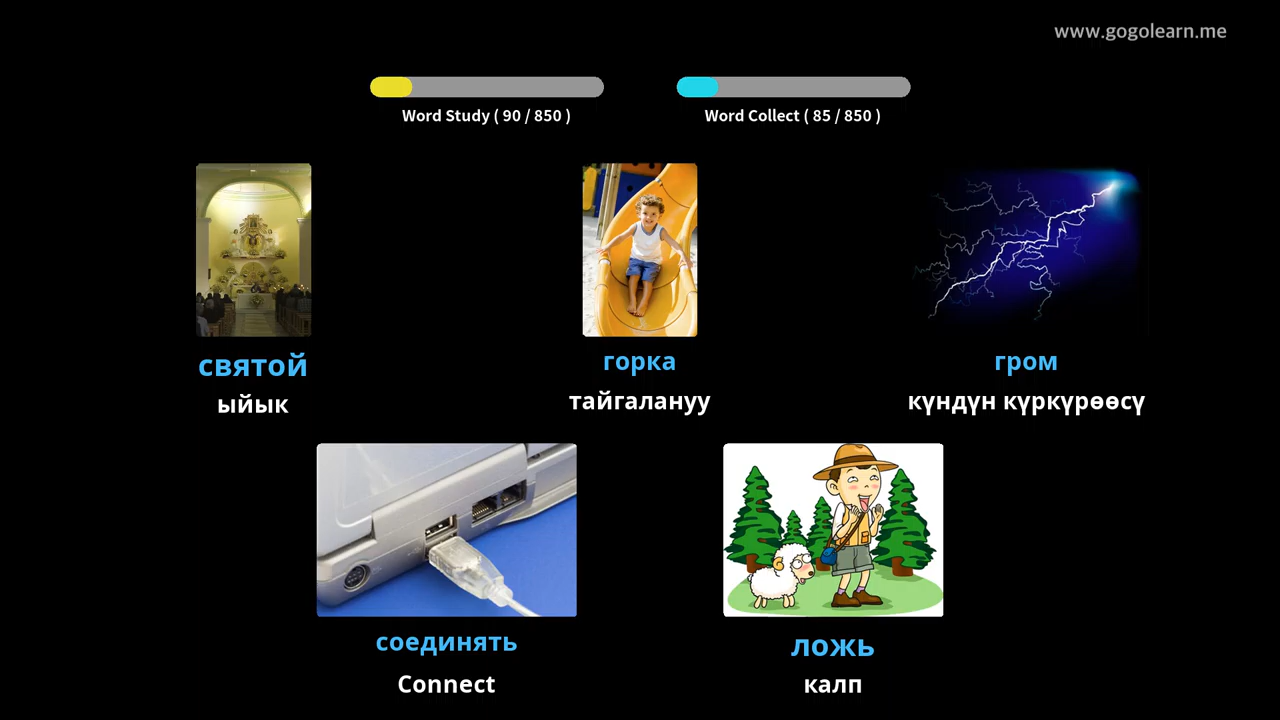 www.gogolearn.me
Word Study ( 90 / 850 )
Word Collect ( 85 / 850 )
святой
ыйык
горка
тайгалануу
гром
күндүн күркүрөөсү
соединять
Connect
ложь
калп